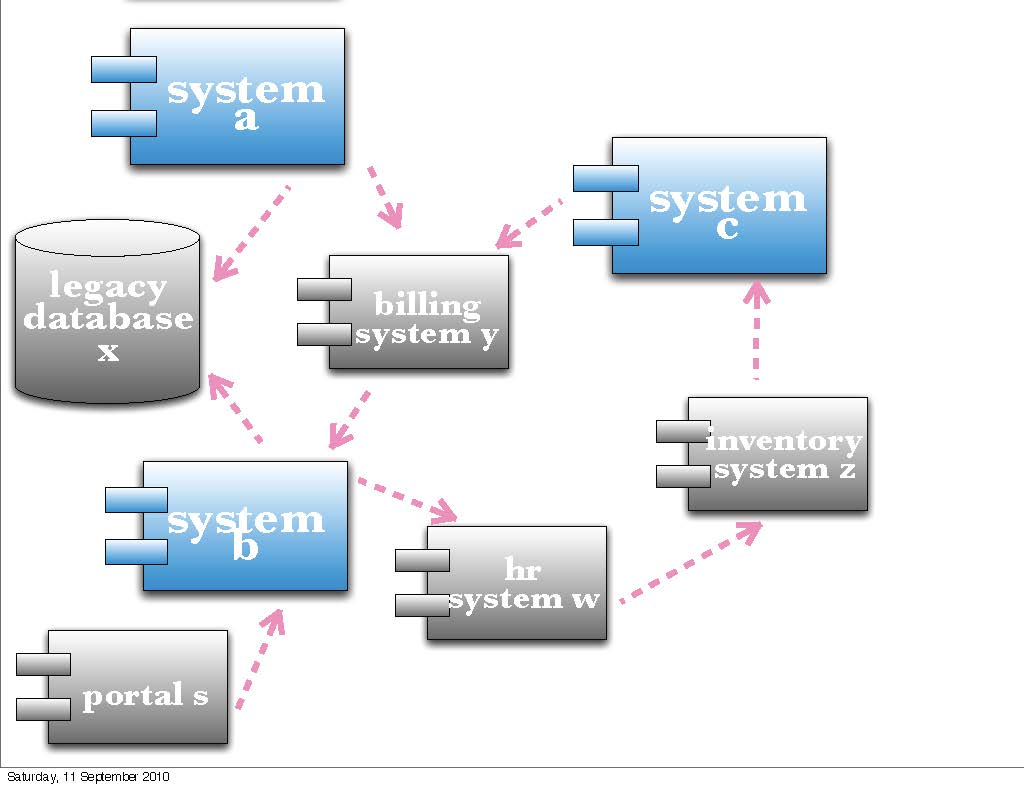 system
a
system
c
legacy
database
x
billing
system y
inventory
system z
system
b
hr
system w
portal s
Saturday, 11 September 2010